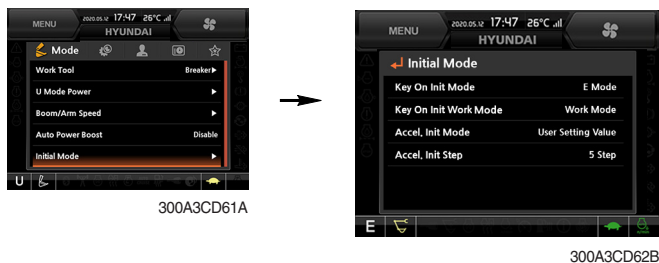 MENU
2020.05.12 17:47 26°C .ıll
HYUNDAI
Mode
Work Tool Breaker▶
U Mode Power ▶
Boom/Arm Speed ▶
Auto Power Boost Disable
Initial Mode ▶
U
300A3CD61A
MENU
2020.05.12 17:47 26°C .ıll
HYUNDAI
Initial Mode
Key On Init Mode E Mode
Key On Init Work Mode Work Mode
Accel. Init Mode User Setting Value
Accel. Init Step 5 Step
E
300A3CD62B